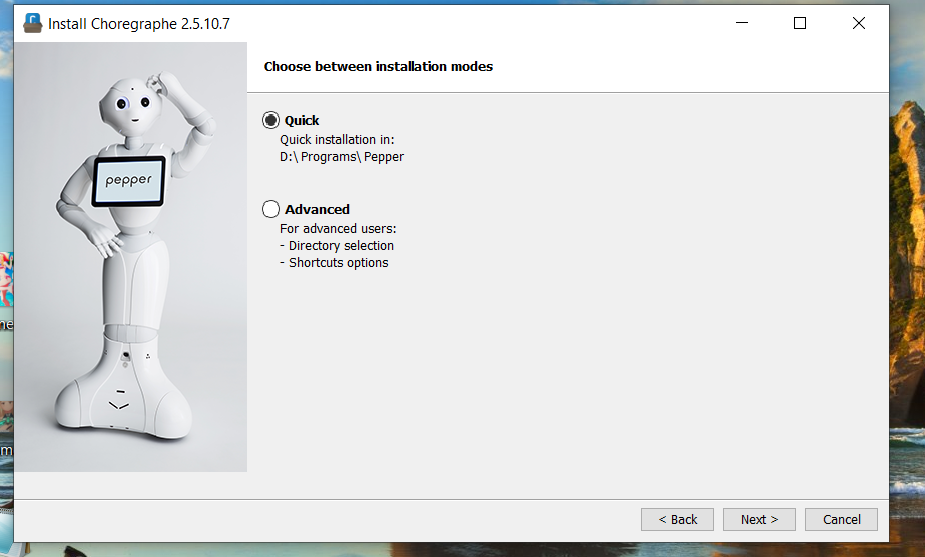 Install Choregraphe 2.5.10.7
Choose between installation modes
pepper
Quick
Quick installation in:
D:\ Programs\ Pepper
Advanced
For advanced users:
- Directory selection
- Shortcuts options
< Back
Next >
Cancel